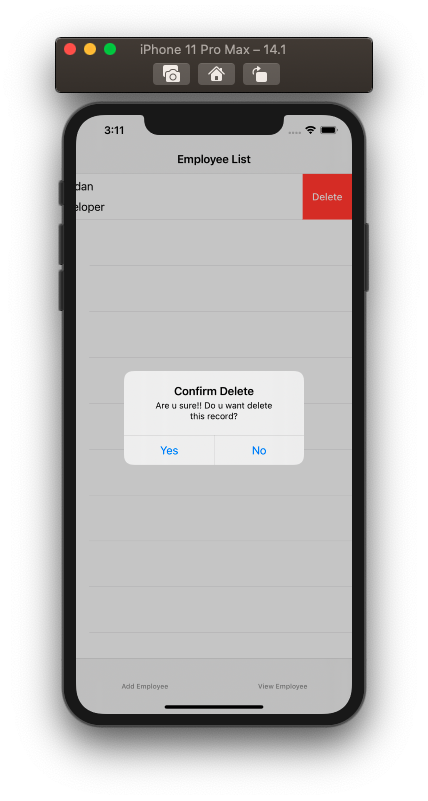 iPhone 11 Pro Max – 14.1
3:11
Employee List
dan
eloper
Delete
Confirm Delete
Are u sure!! Do u want delete
this record?
Yes No
Add Employee View Employee